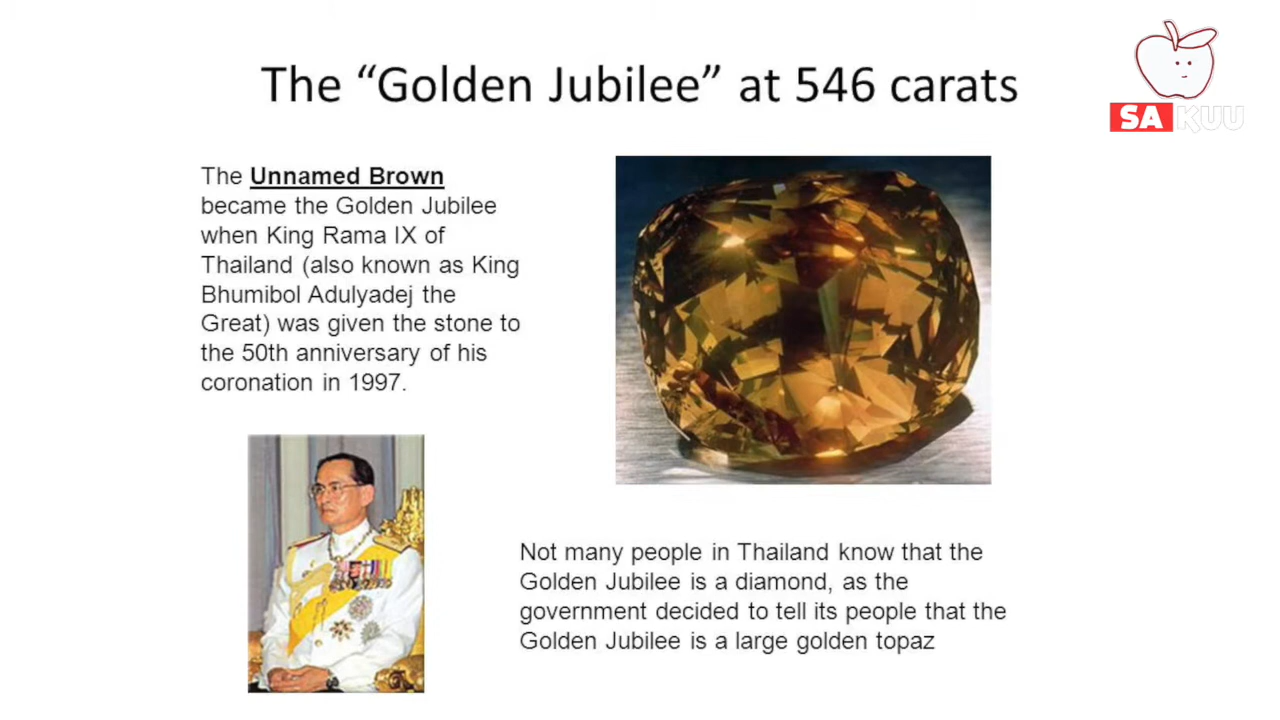 The “Golden Jubilee” at 546 carats
SAKUU
The Unnamed Brown
became the Golden Jubilee
when King Rama IX of
Thailand (also known as King
Bhumibol Adulyadej the
Great) was given the stone to
the 50th anniversary of his
coronation in 1997.
Not many people in Thailand know that the
Golden Jubilee is a diamond, as the
government decided to tell its people that the
Golden Jubilee is a large golden topaz